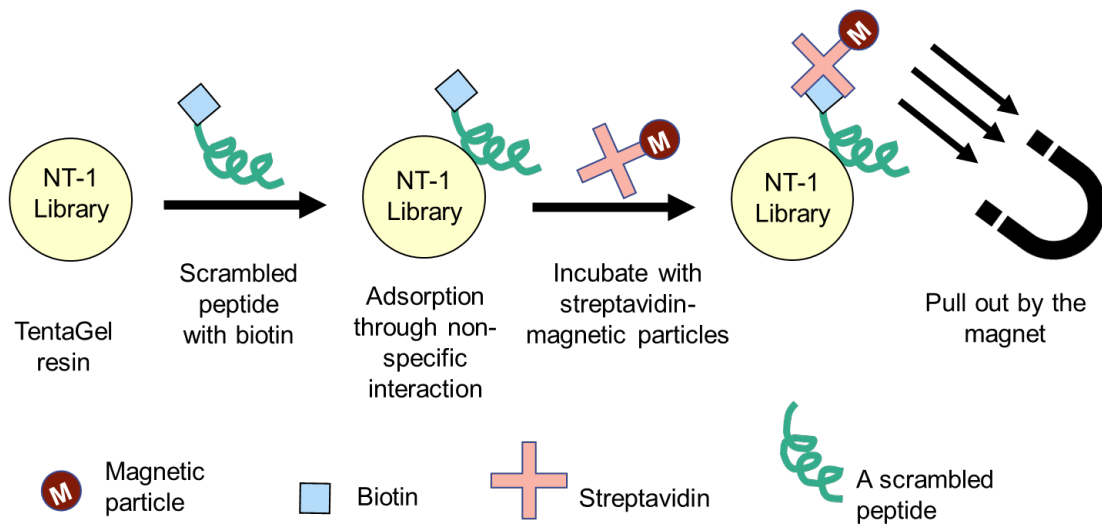 M
M
NT-1
Library
NT-1
Library
NT-1
Library
TentaGel
resin
Scrambled
peptide
with biotin
Adsorption
through non-
specific
interaction
Incubate with
streptavidin-
magnetic particles
Pull out by the
magnet
M
Magnetic
particle
Biotin
Streptavidin
A scrambled
peptide